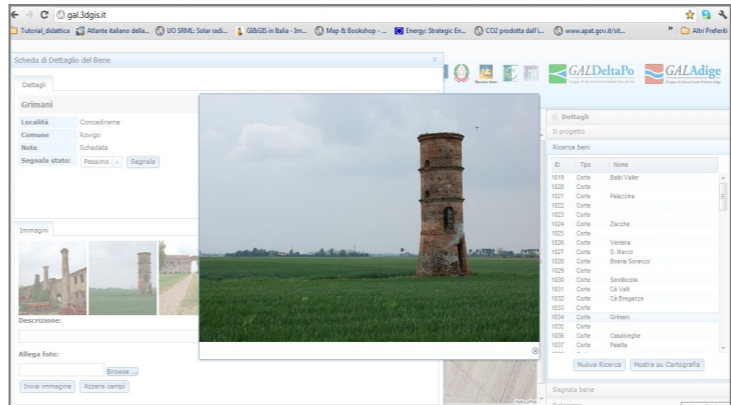 gal.3dgis.it
Tutorial_didattica Atlante italiano della... UO SRML: Solar radi... GI&GIS in Italia - Im... Map & Bookshop - ... Energy: Strategic En... CO2 prodotta dall'i... www.apat.gov.it/sit... » Altri Preferiti
Scheda di Dettaglio del Bene
GALDeltaPo GALAdige
Dettagli
Grimani
Località Concadirame
Comune Rovigo
Note Schedata
Segnala stato: Pessimo Segnala
Immagini
Descrizione:
Allega foto:
Browse ...
Invia immagine Azzera campi
Dettagli
Il progetto
Ricerca beni
ID Tipo Nome
1019 Corte Balbi Valier
1020 Corte
1021 Corte Palazzina
1022 Corte
1023 Corte
1024 Corte Zacche
1025 Corte
1026 Corte Veniera
1027 Corte S. Marco
1028 Corte Boaria Soranzo
1029 Corte
1030 Corte Semilecola
1031 Corte Cà Valli
1032 Corte Cà Breganze
1033 Corte
1034 Corte Grimani
1035 Corte
1036 Corte Casalveghe
1037 Corte
Nuova Ricerca Mostra su Cartografia
Segnala bene